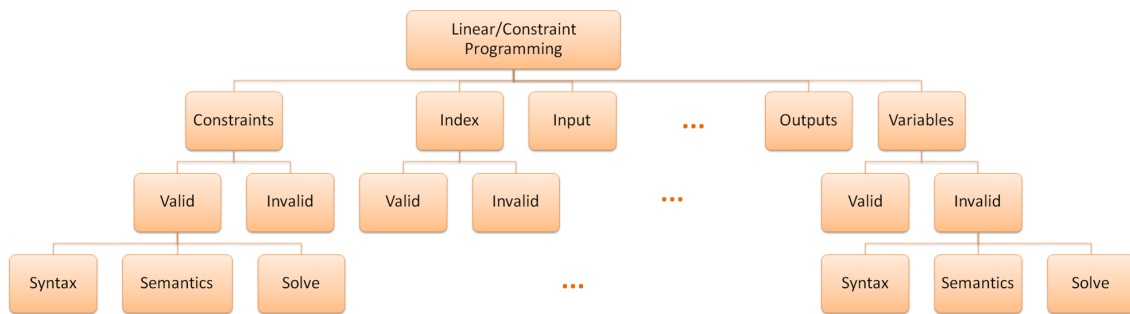 Linear/Constraint
Programming
Constraints
Index
Input
...
Outputs
Variables
Valid
Invalid
Valid
Invalid
...
Valid
Invalid
Syntax
Semantics
Solve
...
Syntax
Semantics
Solve